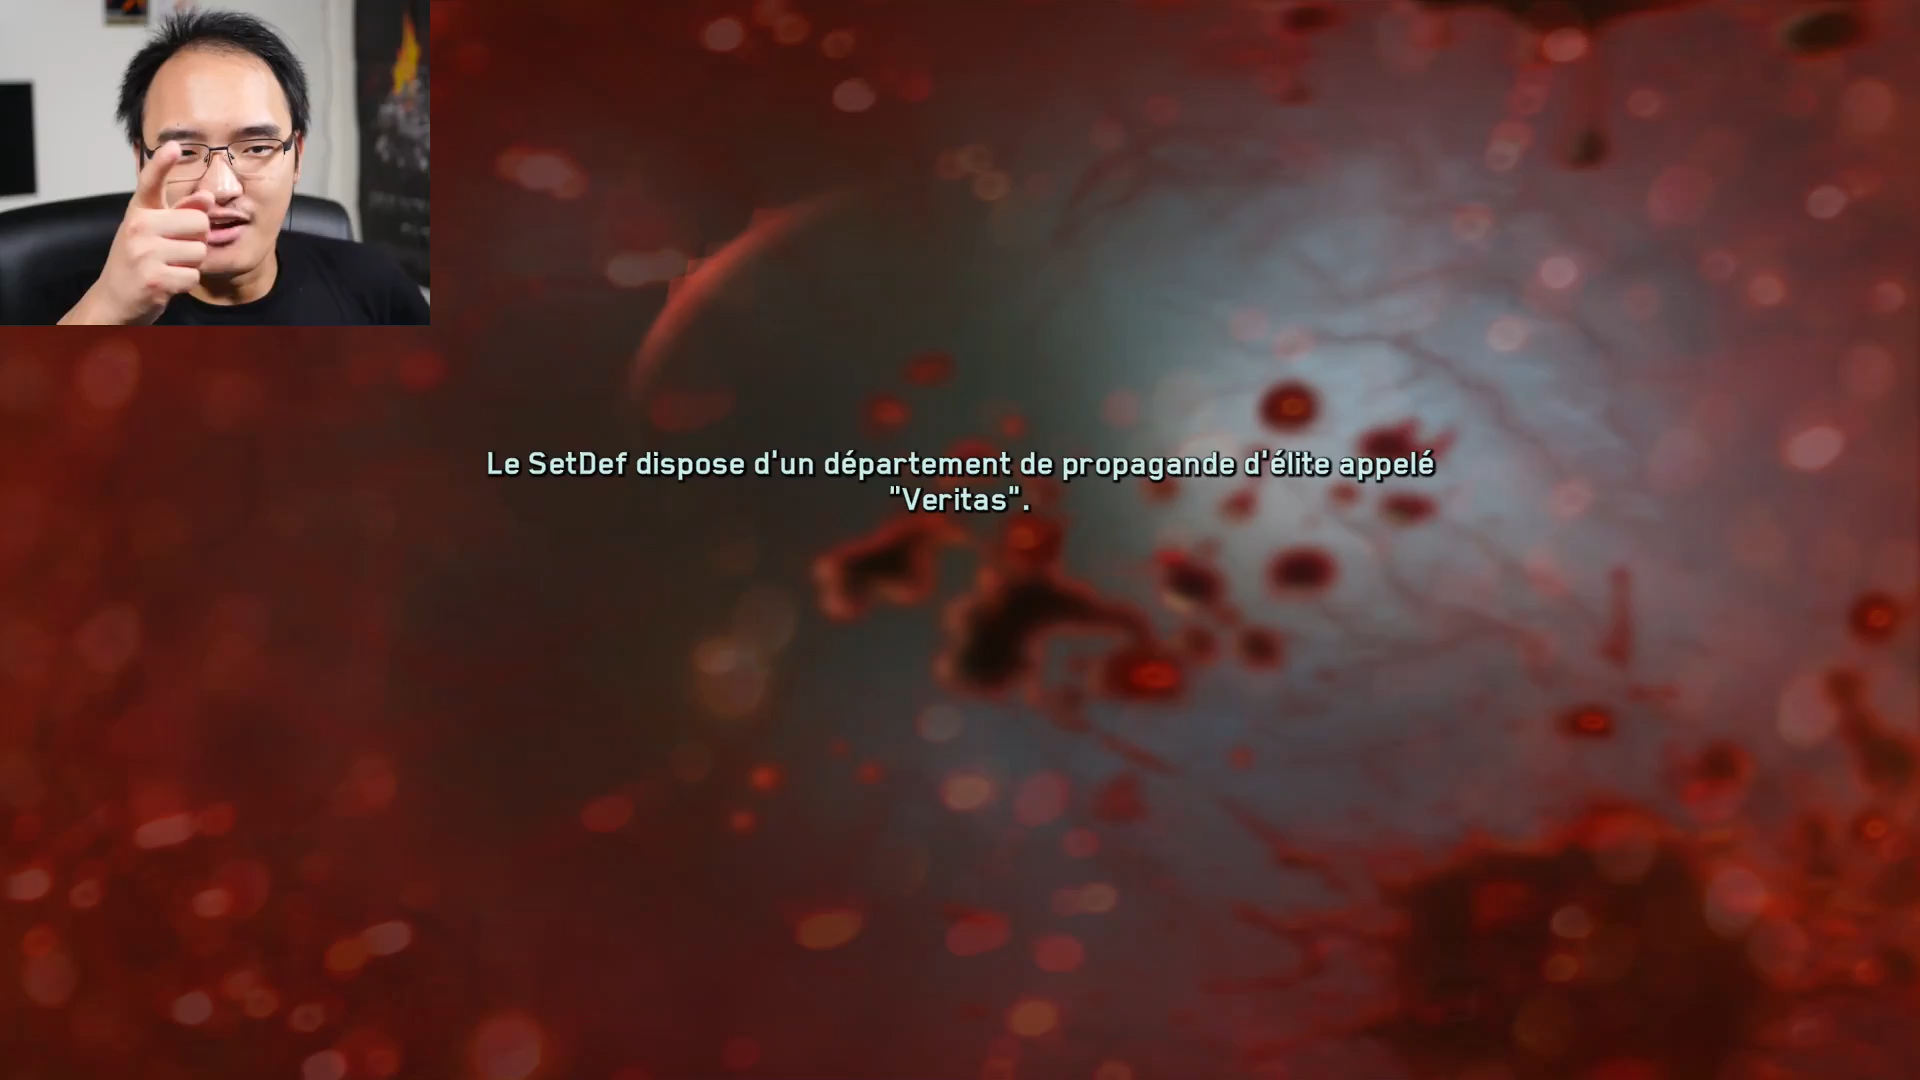 Le SetDef dispose d'un département de propagande d'élite appelé
"Veritas".